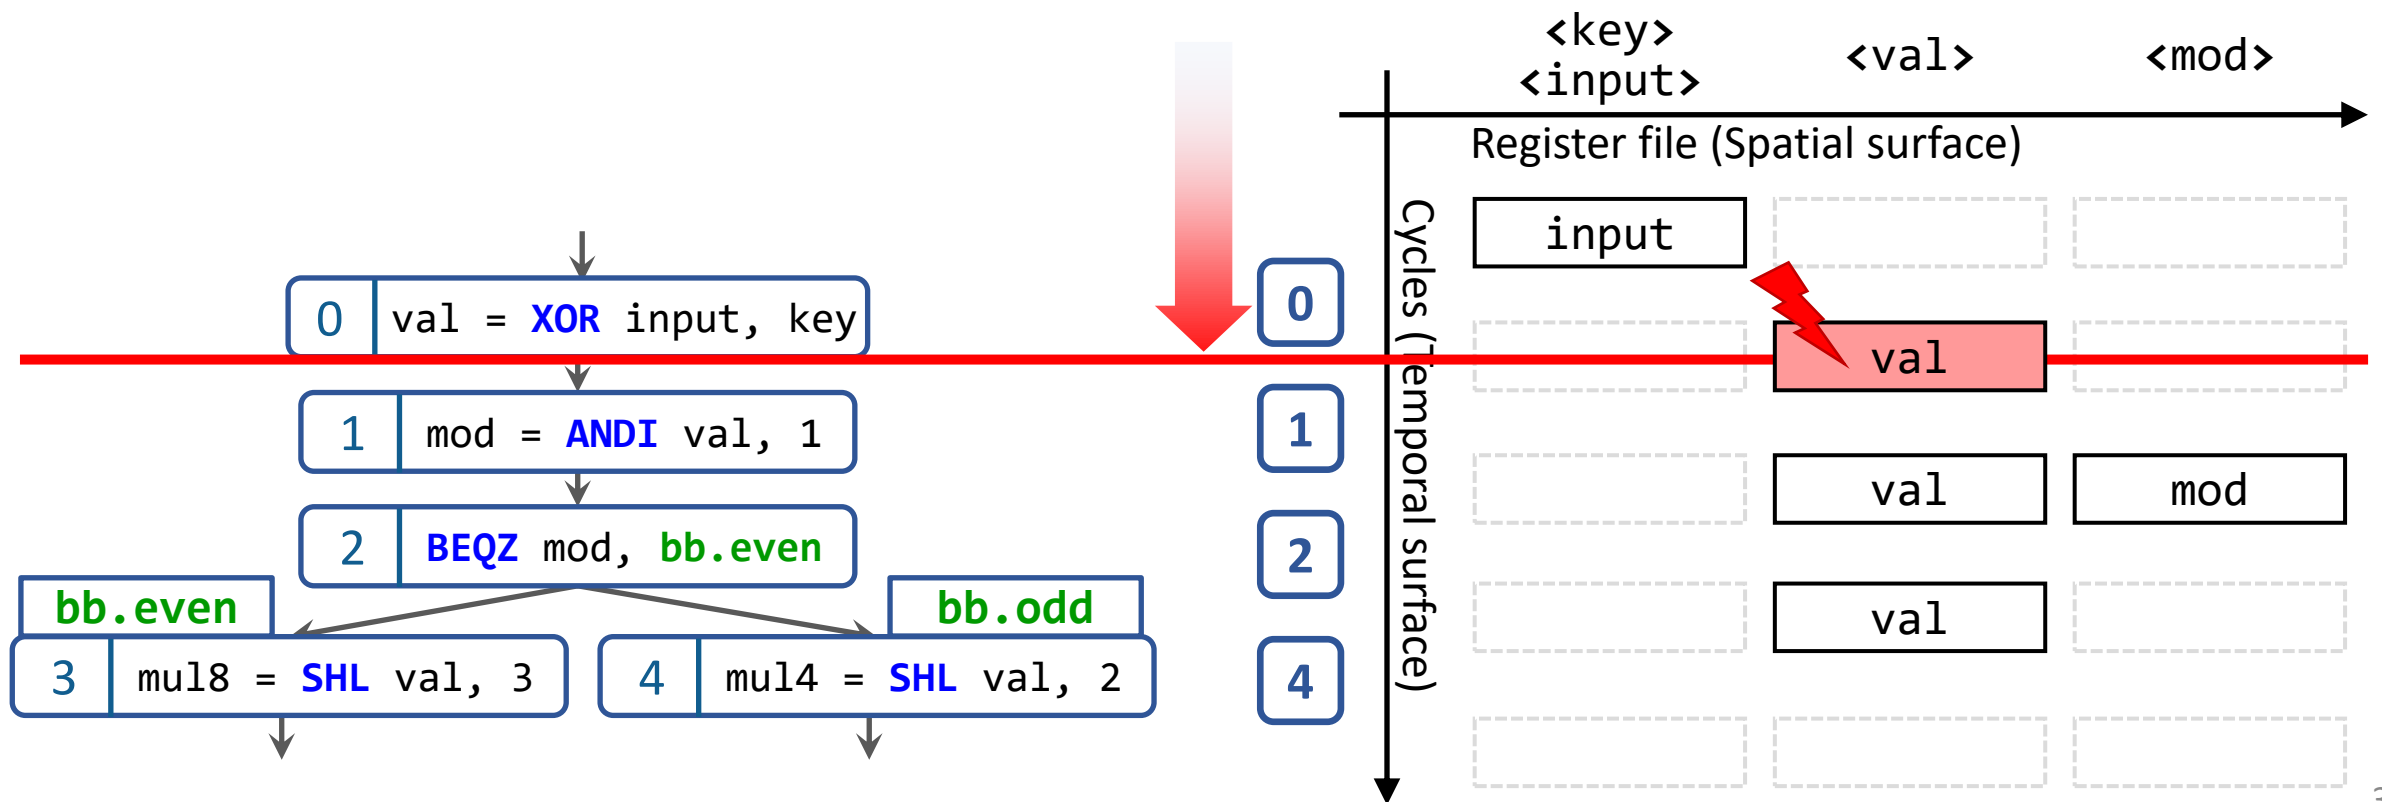 <key>
<input>
<val>
<mod>
Register file (Spatial surface)
Cycles (Temporal surface)
input
0 val = XOR input, key
0
val
1 mod = ANDI val, 1
1
val
mod
2 BEQZ mod, bb.even
2
bb.even
bb.odd
val
3 mul8 = SHL val, 3
4 mul4 = SHL val, 2
4